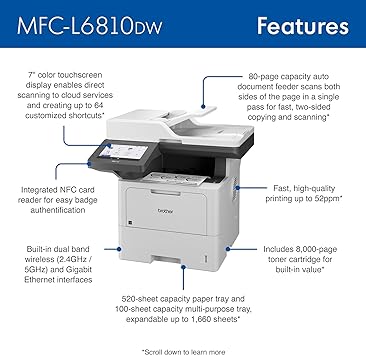 MFC-L6810DW
Features
7" color touchscreen
display enables direct
scanning to cloud services
and creating up to 64
customized shortcuts*
80-page capacity auto
document feeder scans both
sides of the page in a single
pass for fast, two-sided
copying and scanning*
Integrated NFC card
reader for easy badge
authentification
Fast, high-quality
printing up to 52ppm*
brother
Built-in dual band
wireless (2.4GHz /
5GHz) and Gigabit
Ethernet interfaces
Includes 8,000-page
toner cartridge for
built-in value*
520-sheet capacity paper tray and
100-sheet capacity multi-purpose tray,
expandable up to 1,660 sheets*
*Scroll down to learn more